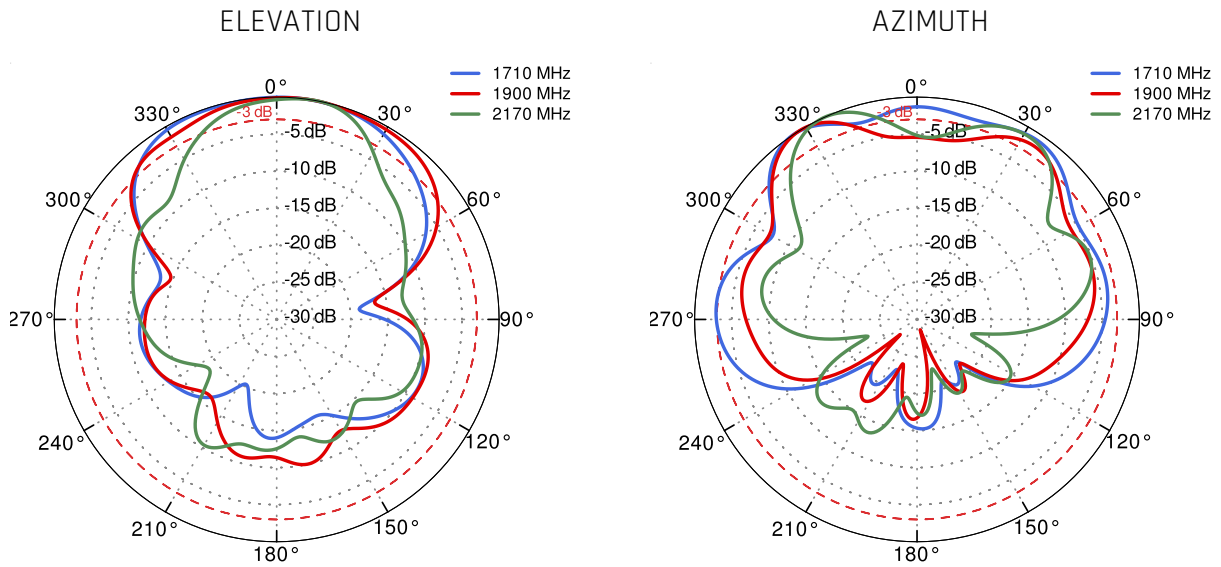 ELEVATION
1710 MHz
1900 MHz
2170 MHz
0°
30°
60°
90°
120°
150°
180°
210°
240°
270°
300°
330°
-3 dB
-5 dB
-10 dB
-15 dB
-20 dB
-25 dB
-30 dB
AZIMUTH
1710 MHz
1900 MHz
2170 MHz
0°
30°
60°
90°
120°
150°
180°
210°
240°
270°
300°
330°
-3 dB
-5 dB
-10 dB
-15 dB
-20 dB
-25 dB
-30 dB